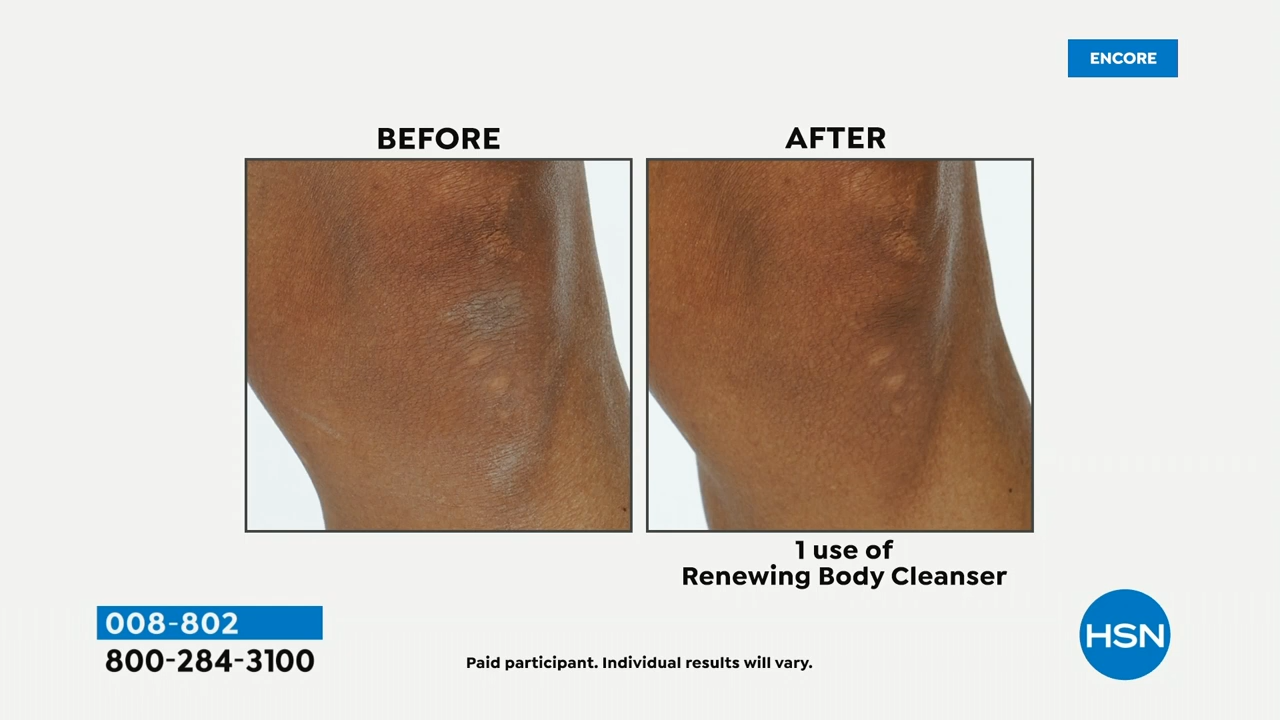 ENCORE
BEFORE
AFTER
1 use of
Renewing Body Cleanser
008-802
800-284-3100
Paid participant. Individual results will vary.
HSN